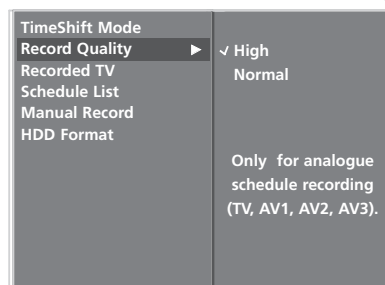 TimeShift Mode
Record Quality ►
Recorded TV
Schedule List
Manual Record
HDD Format
✓ High
Normal
Only for analogue
schedule recording
(TV, AV1, AV2, AV3).